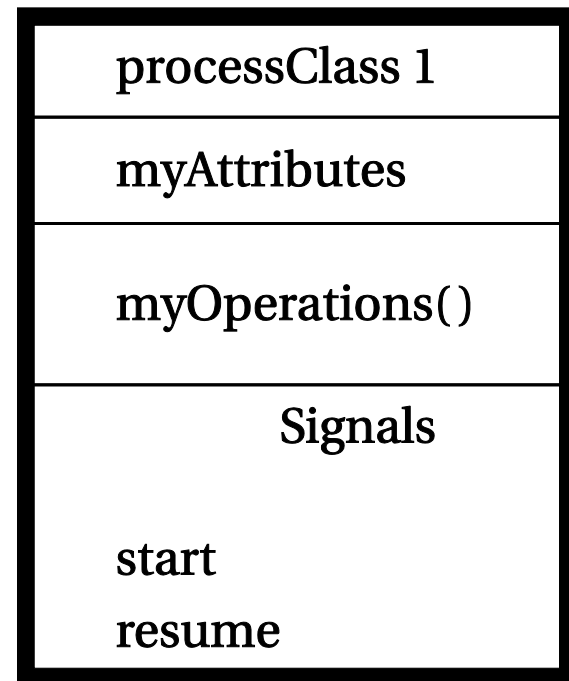 processClass 1
myAttributes
myOperations()
Signals
start
resume